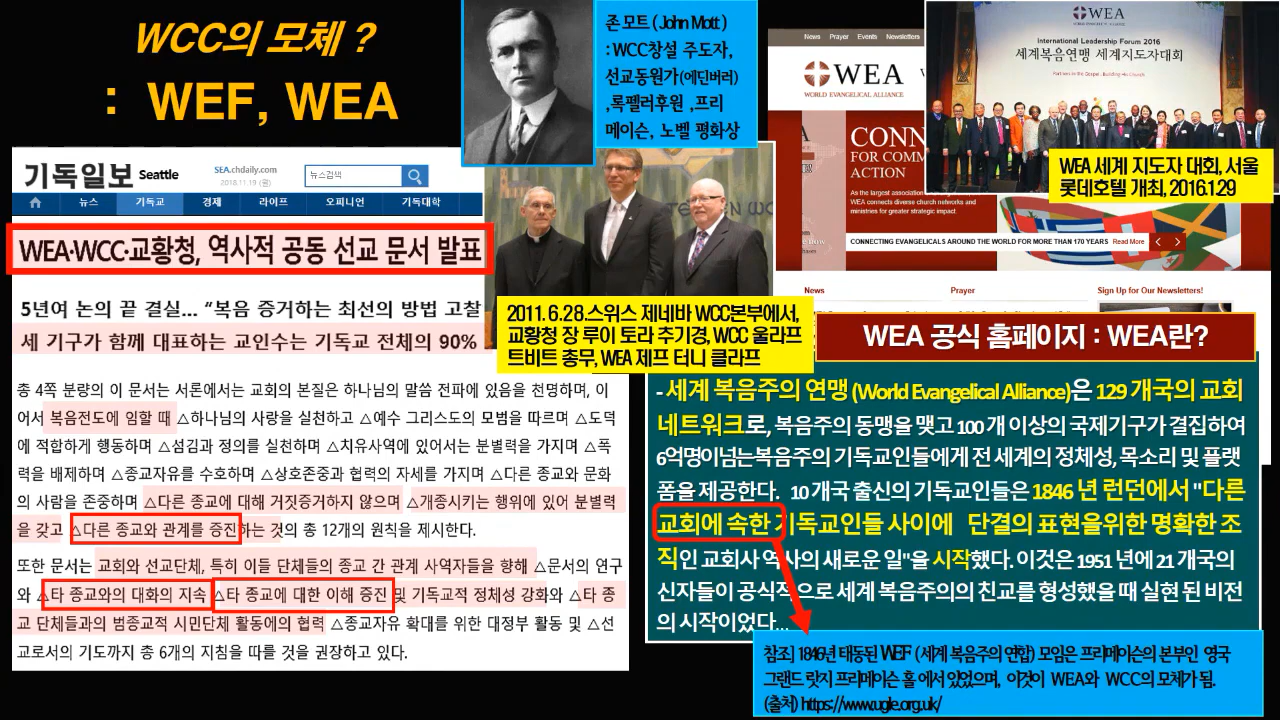 WCC의 모체 ?
: WEF, WEA
존 모트 ( John Mott )
: WCC창설 주도자,
선교동원가(에딘버러)
,록펠러후원 ,프리
메이슨, 노벨 평화상
기독일보 Seattle
SEA.chdaily.com
2018.11.19 (월)
뉴스검색
뉴스 기독교 경제 라이프 오피니언 기독대학
WEA·WCC·교황청, 역사적 공동 선교 문서 발표
5년여 논의 끝 결실... “복음 증거하는 최선의 방법 고찰
세 기구가 함께 대표하는 교인수는 기독교 전체의 90%
총 4쪽 분량의 이 문서는 서론에서는 교회의 본질은 하나님의 말씀 전파에 있음을 천명하며, 이
어서 복음전도에 임할 때 △하나님의 사랑을 실천하고 △예수 그리스도의 모범을 따르며 △도덕
에 적합하게 행동하며 △섬김과 정의를 실천하며 △치유사역에 있어서는 분별력을 가지며 △폭
력을 배제하며 △종교자유를 수호하며 △상호존중과 협력의 자세를 가지며 △다른 종교와 문화
의 사람을 존중하며 △다른 종교에 대해 거짓증거하지 않으며 △개종시키는 행위에 있어 분별력
을 갖고 △다른 종교와 관계를 증진하는 것의 총 12개의 원칙을 제시한다.
또한 문서는 교회와 선교단체, 특히 이들 단체들의 종교 간 관계 사역자들을 향해 △문서의 연구
와 △타 종교와의 대화의 지속 △타 종교에 대한 이해 증진 및 기독교적 정체성 강화와 △타 종
교 단체들과의 범종교적 시민단체 활동에의 협력 △종교자유 확대를 위한 대정부 활동 및 △선
교로서의 기도까지 총 6개의 지침을 따를 것을 권장하고 있다.
2011. 6.28.스위스 제네바 WCC본부에서,
교황청 장 루이 토라 추기경, WCC 울라프
트비트 총무, WEA 제프 터니 클라프
News Prayer Events Newsletters
WEA
WORLD EVANGELICAL ALLIANCE
CONN
FOR COMM
ACTION
As the largest association
WEA connects diverse church networks and
ministries for greater strategic impact.
CONNECTING EVANGELICALS AROUND THE WORLD FOR MORE THAN 170 YEARS Read More
News Prayer Sign Up for Our Newsletters!
WEA
International Leadership Forum 2016
세계복음연맹 세계지도자대회
Partners in the Gospel - Building His Church
WEA 세계 지도자 대회, 서울
롯데호텔 개최, 2016.1.29
WEA 공식 홈페이지 : WEA란?
- 세계 복음주의 연맹 (World Evangelical Alliance)은 129 개국의 교회
네트워크로, 복음주의 동맹을 맺고 100 개 이상의 국제기구가 결집하여
6억명이넘는복음주의 기독교인들에게 전 세계의 정체성, 목소리 및 플랫
폼을 제공한다. 10 개국 출신의 기독교인들은 1846 년 런던에서 "다른
교회에 속한 기독교인들 사이에 단결의 표현을위한 명확한 조
직인 교회사 역사의 새로운 일"을 시작했다. 이것은 1951 년에 21 개국의
신자들이 공식적으로 세계 복음주의의 친교를 형성했을 때 실현 된 비전
의 시작이었다...
참조] 1846년 태동된 WEF (세계 복음주의 연합) 모임은 프리메이슨의 본부인 영국
그랜드 랏지 프리메이슨 홀 에서 있었으며, 이것이 WEA와 WCC의 모체가 됨.
(출처) https://www.ugle.org.uk/